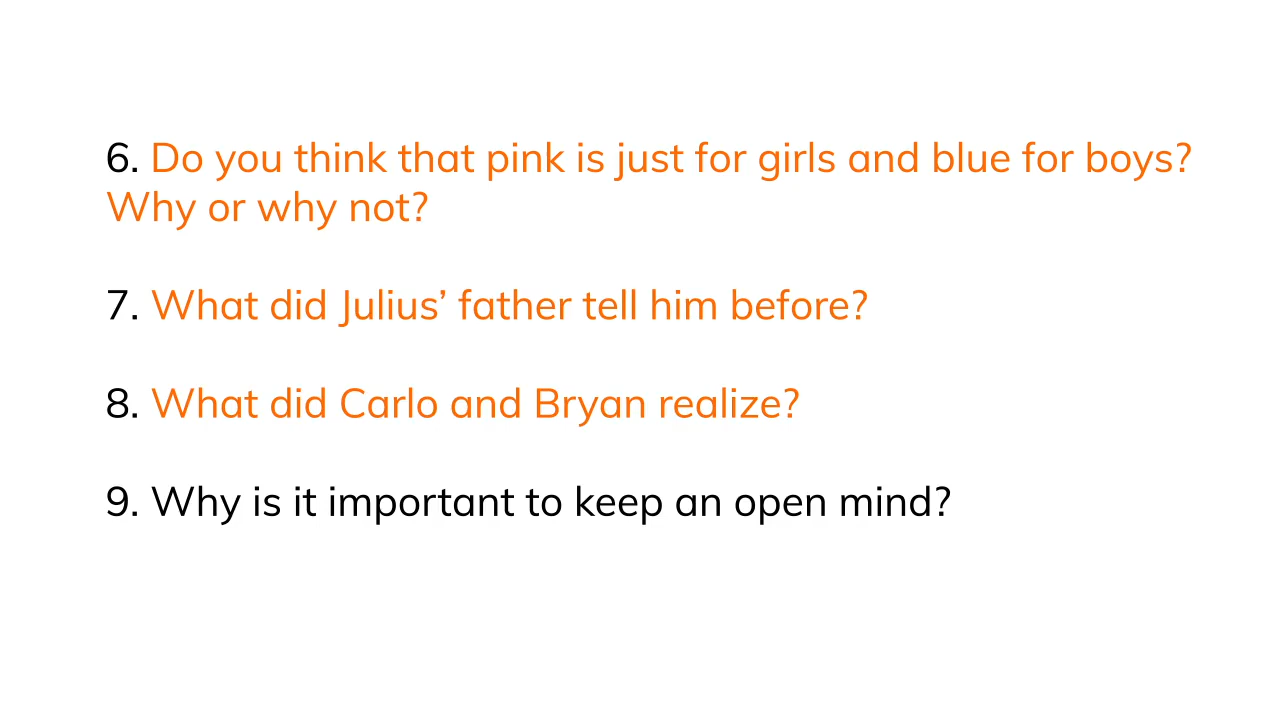 6. Do you think that pink is just for girls and blue for boys?
Why or why not?
7. What did Julius’ father tell him before?
8. What did Carlo and Bryan realize?
9. Why is it important to keep an open mind?